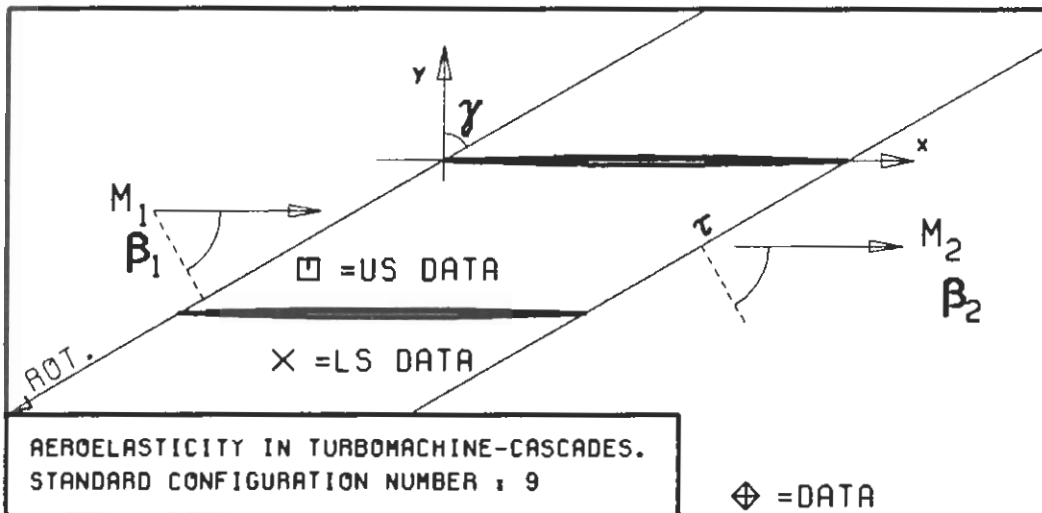 y
γ
x
M₁
β₁
τ
M₂
β₂
=US DATA
× =LS DATA
ROT.
AEROELASTICITY IN TURBOMACHINE-CASCADES.
STANDARD CONFIGURATION NUMBER : 9
=DATA